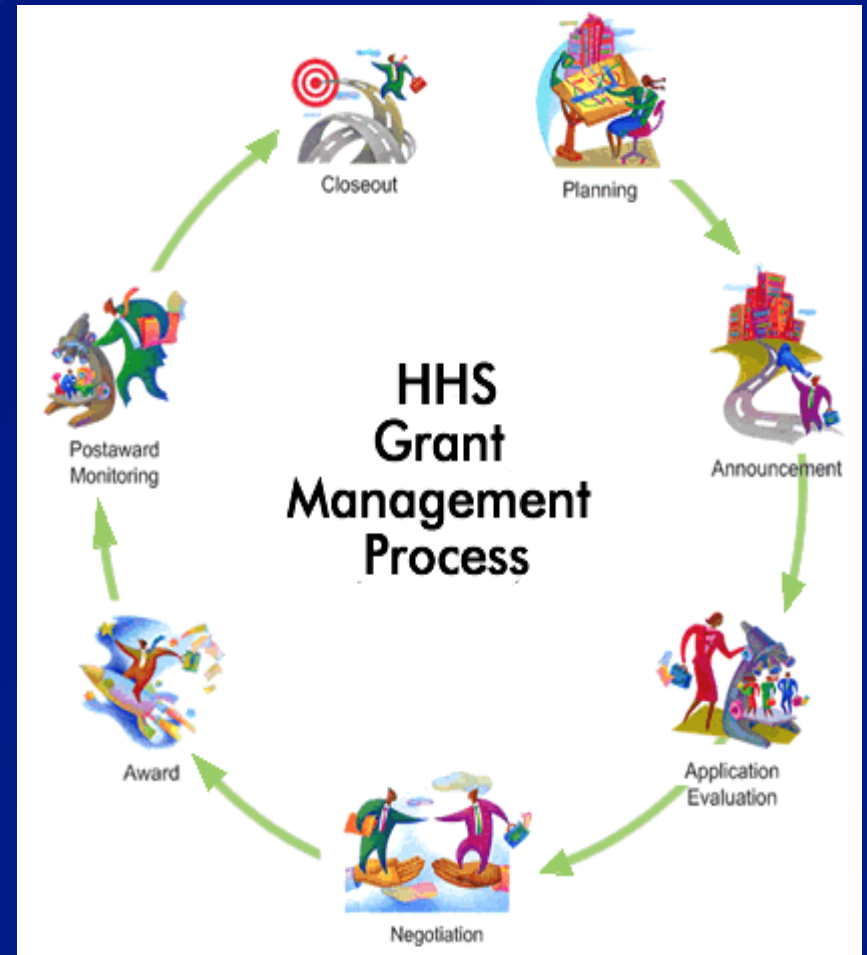 Closeout
Planning
HHS
Grant
Management
Process
Postaward
Monitoring
Announcement
Award
Application
Evaluation
Negotiation